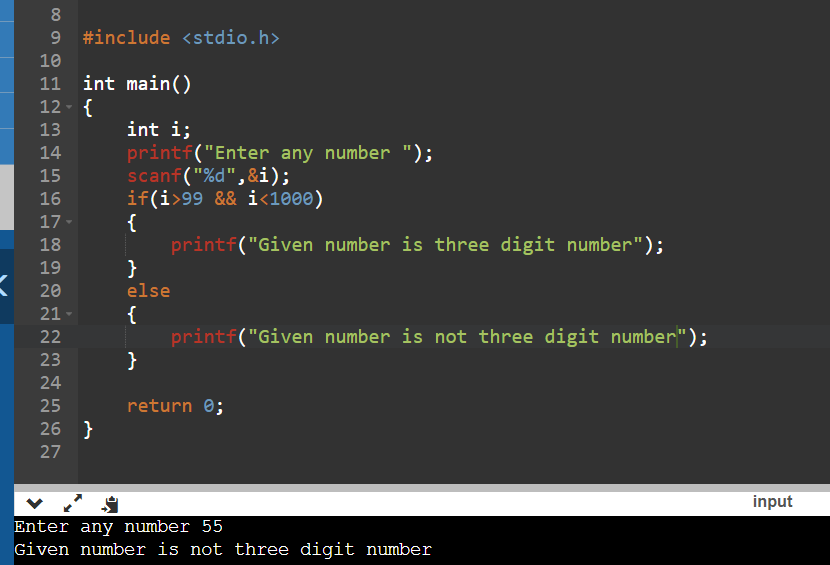 8
9 #include <stdio.h>
10
11 int main()
12 {
13     int i;
14     printf("Enter any number ");
15     scanf("%d",&i);
16     if(i>99 && i<1000)
17     {
18         printf("Given number is three digit number");
19     }
20     else
21     {
22         printf("Given number is not three digit number");
23     }
24
25     return 0;
26 }
27
input
Enter any number 55
Given number is not three digit number